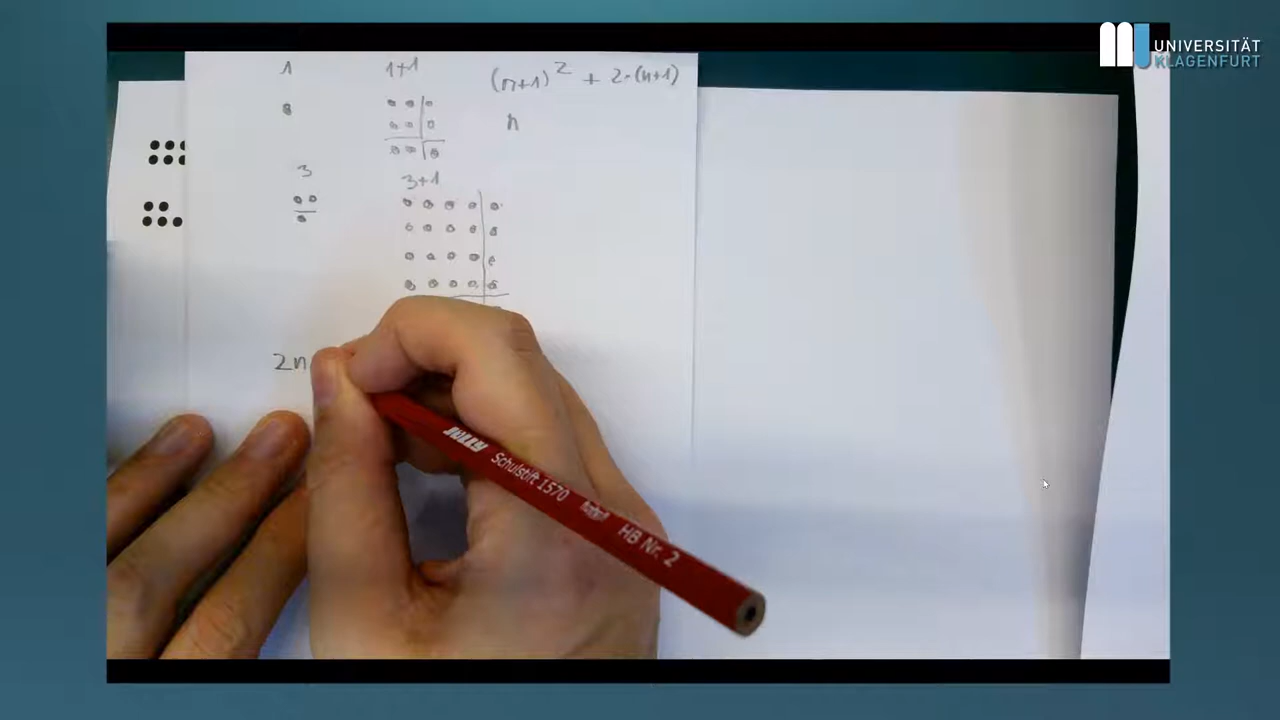 UNIVERSITÄT
KLAGENFURT
1 1+1 (n+1)² + 2·(n+1)
n
3 3+1
2n
Schulstift 1570 HB Nr. 2